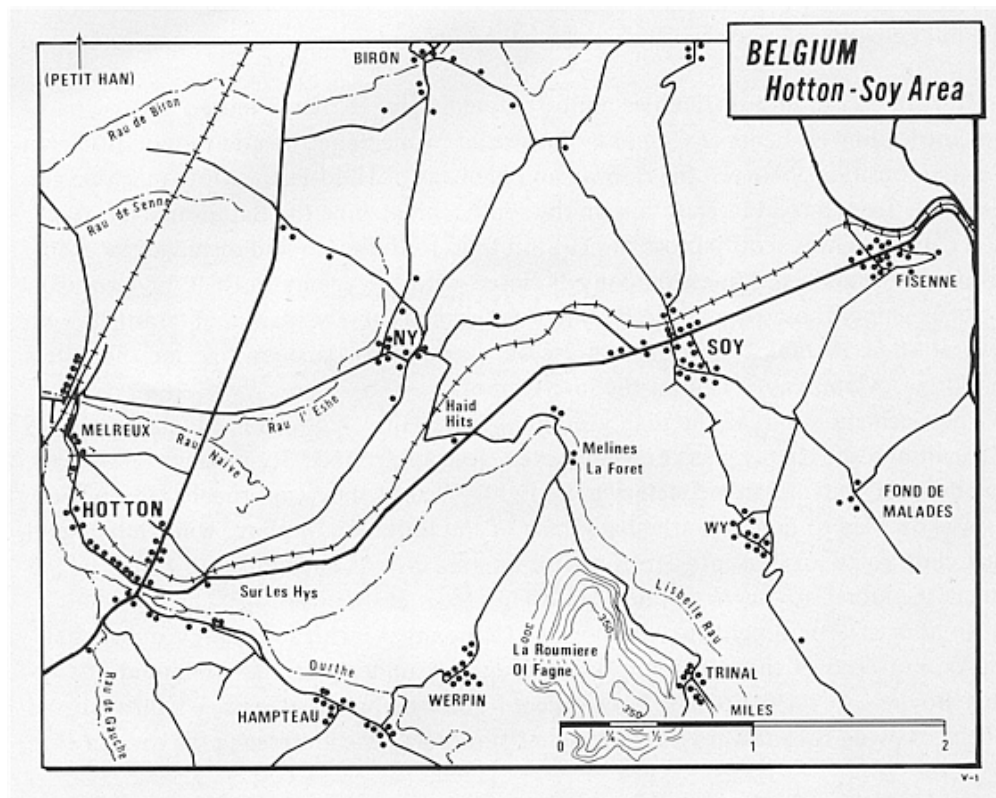 BELGIUM
Hotton-Soy Area
(PETIT HAN)
BIRON
Rau de Biron
Rau de Senne
FISENNE
NY
SOY
Rau l' Eshe
Haid
Hits
MELREUX
Rau Naive
Melines
La Foret
HOTTON
FOND DE
MALADES
WY
Sur Les Hys
Lisbelle Rau
300
350
La Roumiere
Ol Fagne
Ourthe
TRINAL
WERPIN
Rau de Gauche
HAMPTEAU
350
MILES
0 ¼ ½ 1 2
V-1